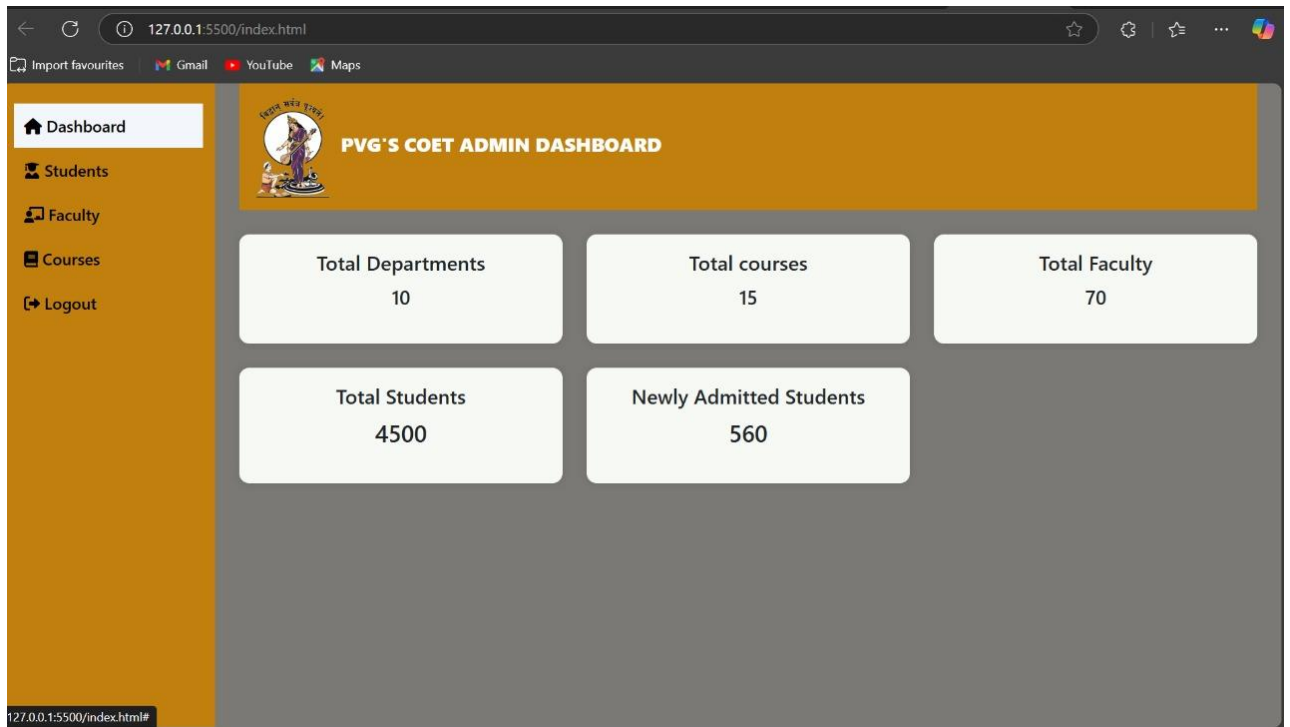 127.0.0.1:5500/index.html
Import favourites
Gmail
YouTube
Maps
Dashboard
Students
Faculty
Courses
Logout
PVG'S COET ADMIN DASHBOARD
Total Departments
10
Total courses
15
Total Faculty
70
Total Students
4500
Newly Admitted Students
560
127.0.0.1:5500/index.html#